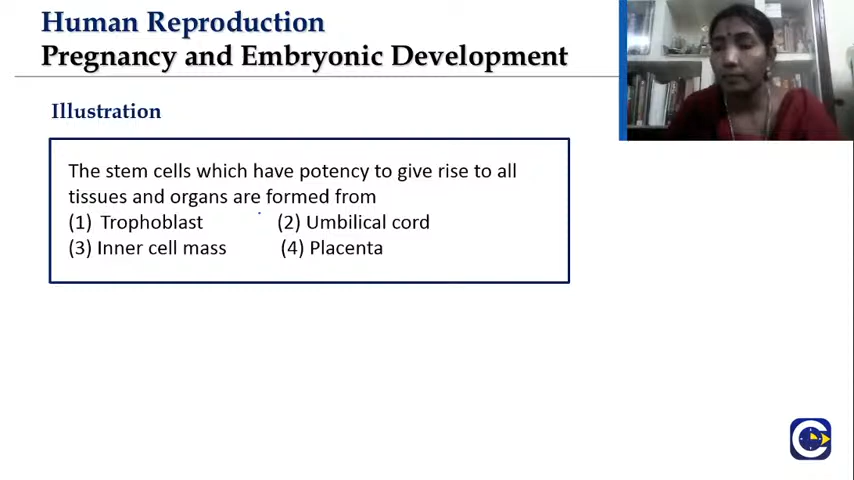 Human Reproduction
Pregnancy and Embryonic Development
Illustration
The stem cells which have potency to give rise to all
tissues and organs are formed from
(1) Trophoblast (2) Umbilical cord
(3) Inner cell mass (4) Placenta